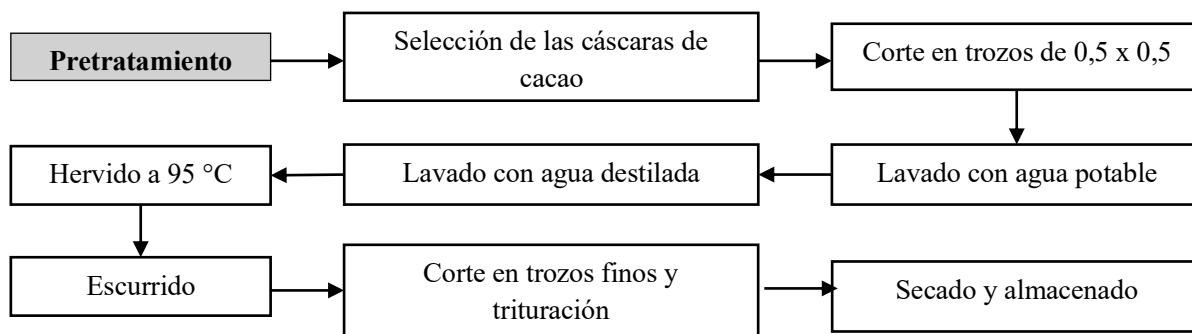 Pretratamiento
Selección de las cáscaras de
cacao
Corte en trozos de 0,5 x 0,5
Lavado con agua potable
Lavado con agua destilada
Hervido a 95 °C
Escurrido
Corte en trozos finos y
trituración
Secado y almacenado